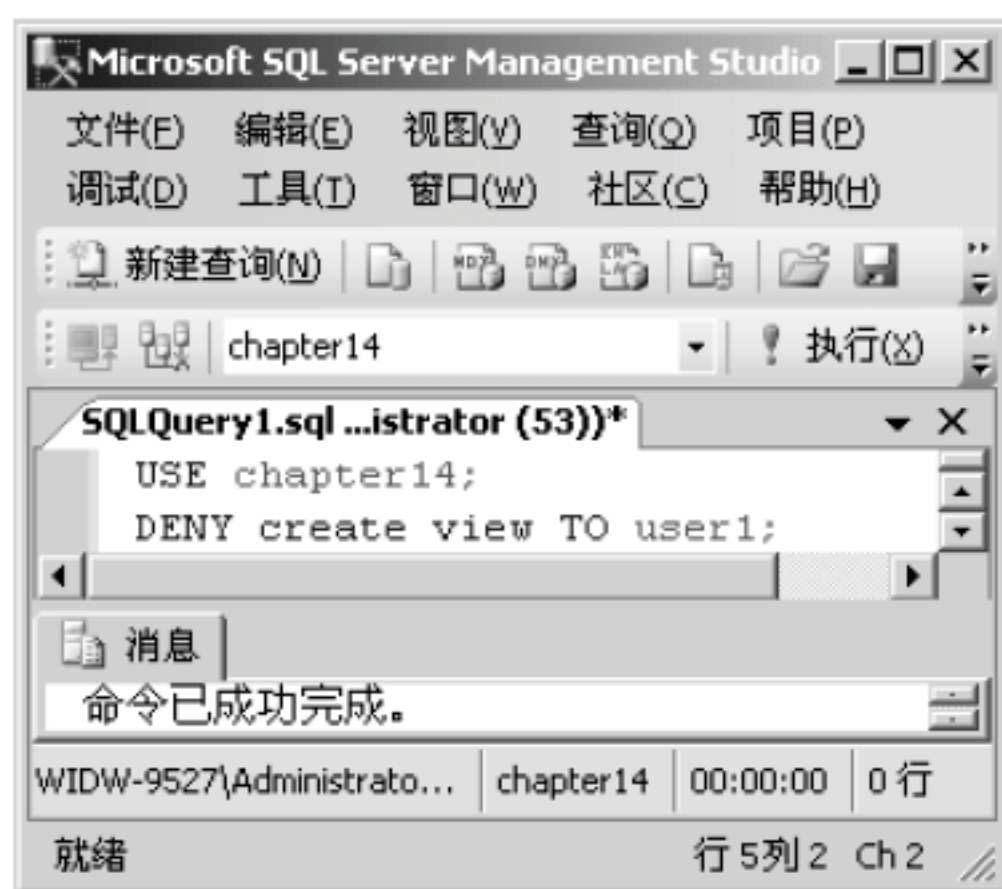 Microsoft SQL Server Management Studio
文件(F) 编辑(E) 视图(V) 查询(Q) 项目(P)
调试(D) 工具(T) 窗口(W) 社区(C) 帮助(H)
新建查询(N)
chapter14 执行(X)
SQLQuery1.sql ...istrator (53))*
USE chapter14;
DENY create view TO user1;
消息
命令已成功完成。
WIDW-9527\Administrato... chapter14 00:00:00 0 行
就绪 行 5列 2 Ch 2